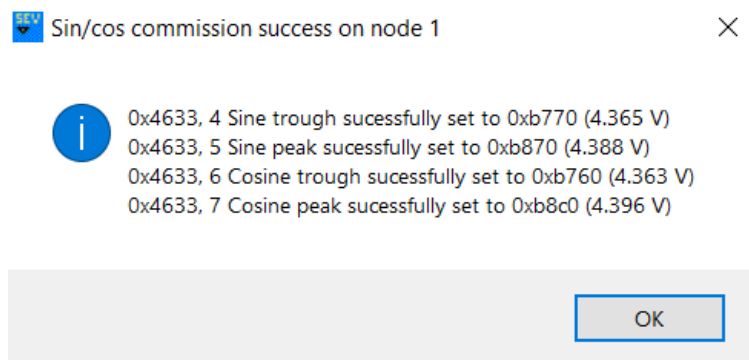 SEV
Sin/cos commission success on node 1
0x4633, 4 Sine trough sucessfully set to 0xb770 (4.365 V)
0x4633, 5 Sine peak sucessfully set to 0xb870 (4.388 V)
0x4633, 6 Cosine trough sucessfully set to 0xb760 (4.363 V)
0x4633, 7 Cosine peak sucessfully set to 0xb8c0 (4.396 V)
OK